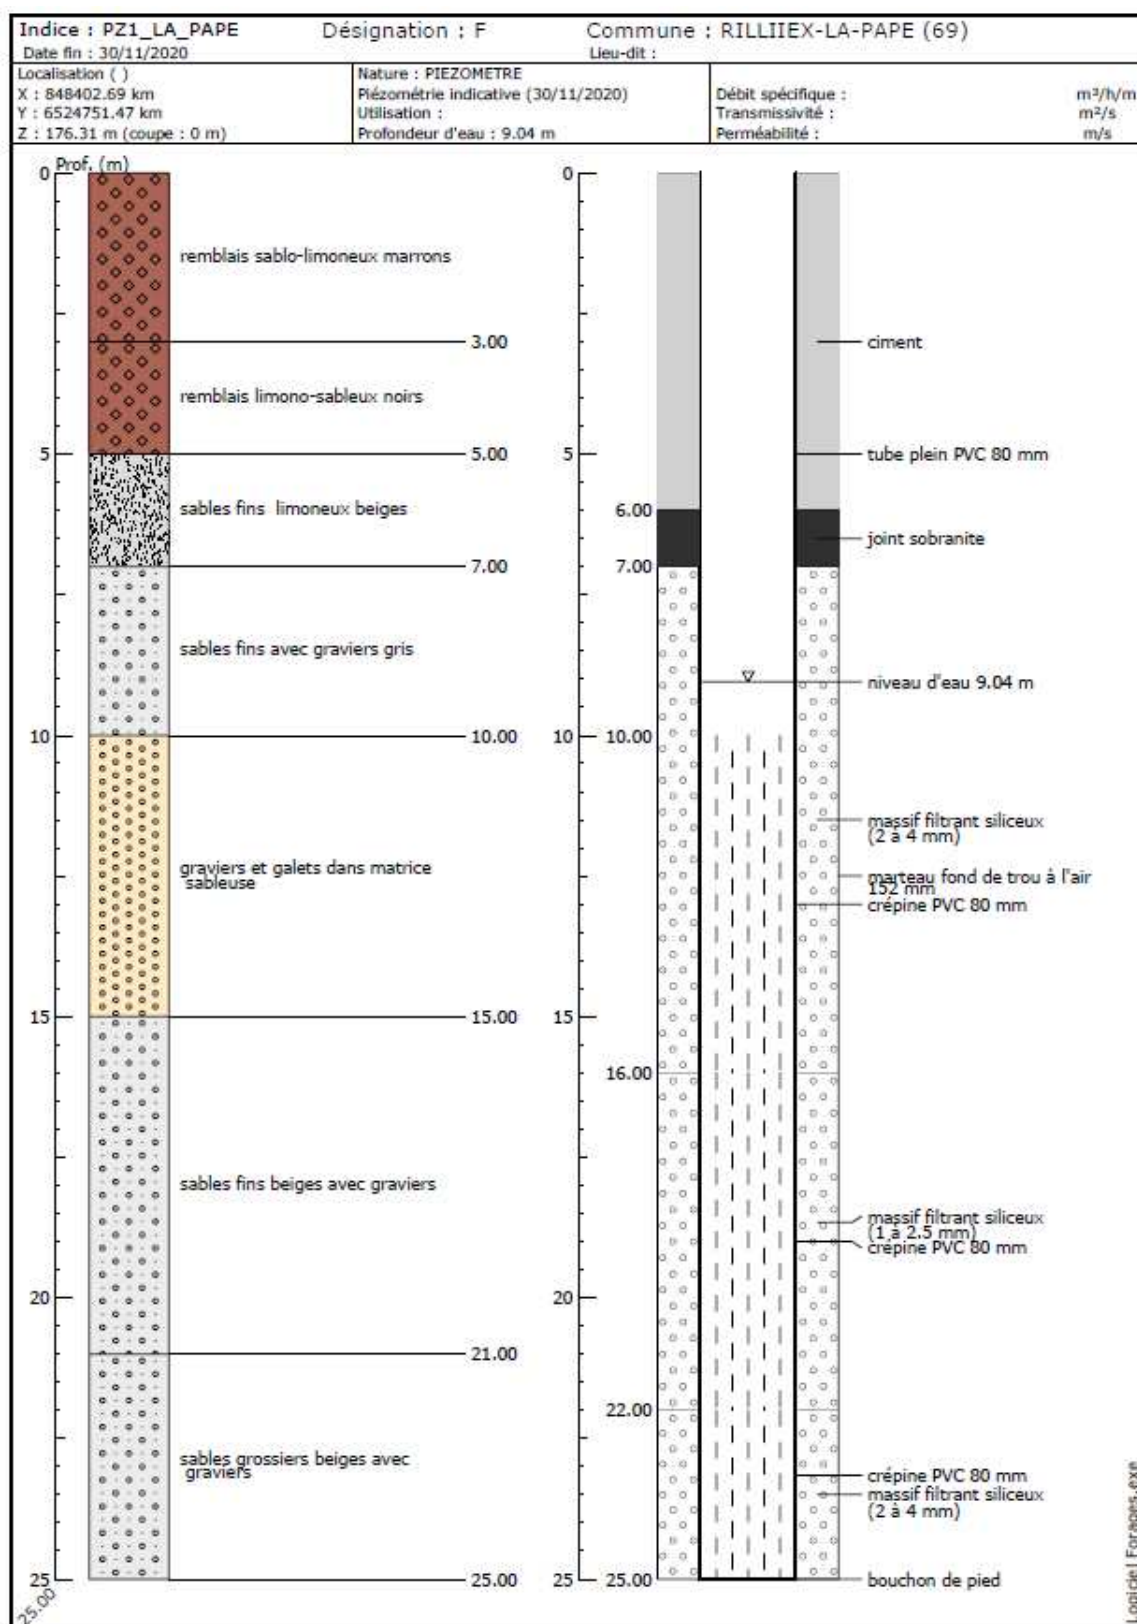 Indice : PZ1_LA_PAPE Désignation : F Commune : RILLIIEX-LA-PAPE (69)
Date fin : 30/11/2020 Lieu-dit :
Localisation ( )
X : 848402.69 km
Y : 6524751.47 km
Z : 176.31 m (coupe : 0 m)
Nature : PIEZOMETRE
Piézométrie indicative (30/11/2020)
Utilisation :
Profondeur d'eau : 9.04 m
Débit spécifique : m³/h/m
Transmissivité : m²/s
Perméabilité : m/s
Prof. (m)
0
remblais sablo-limoneux marrons
3.00
remblais limono-sableux noirs
5
5.00
sables fins limoneux beiges
7.00
sables fins avec graviers gris
10
10.00
graviers et galets dans matrice
sableuse
15
15.00
sables fins beiges avec graviers
20
21.00
sables grossiers beiges avec
graviers
25
25.00
25.00
0
ciment
5
tube plein PVC 80 mm
6.00
joint sobranite
7.00
niveau d'eau 9.04 m
10
10.00
massif filtrant siliceux
(2 à 4 mm)
marteau fond de trou à l'air
152 mm
crépine PVC 80 mm
15
16.00
massif filtrant siliceux
(1 à 2.5 mm)
crépine PVC 80 mm
20
22.00
crépine PVC 80 mm
massif filtrant siliceux
(2 à 4 mm)
25
25.00
bouchon de pied
Logiciel Forages.exe